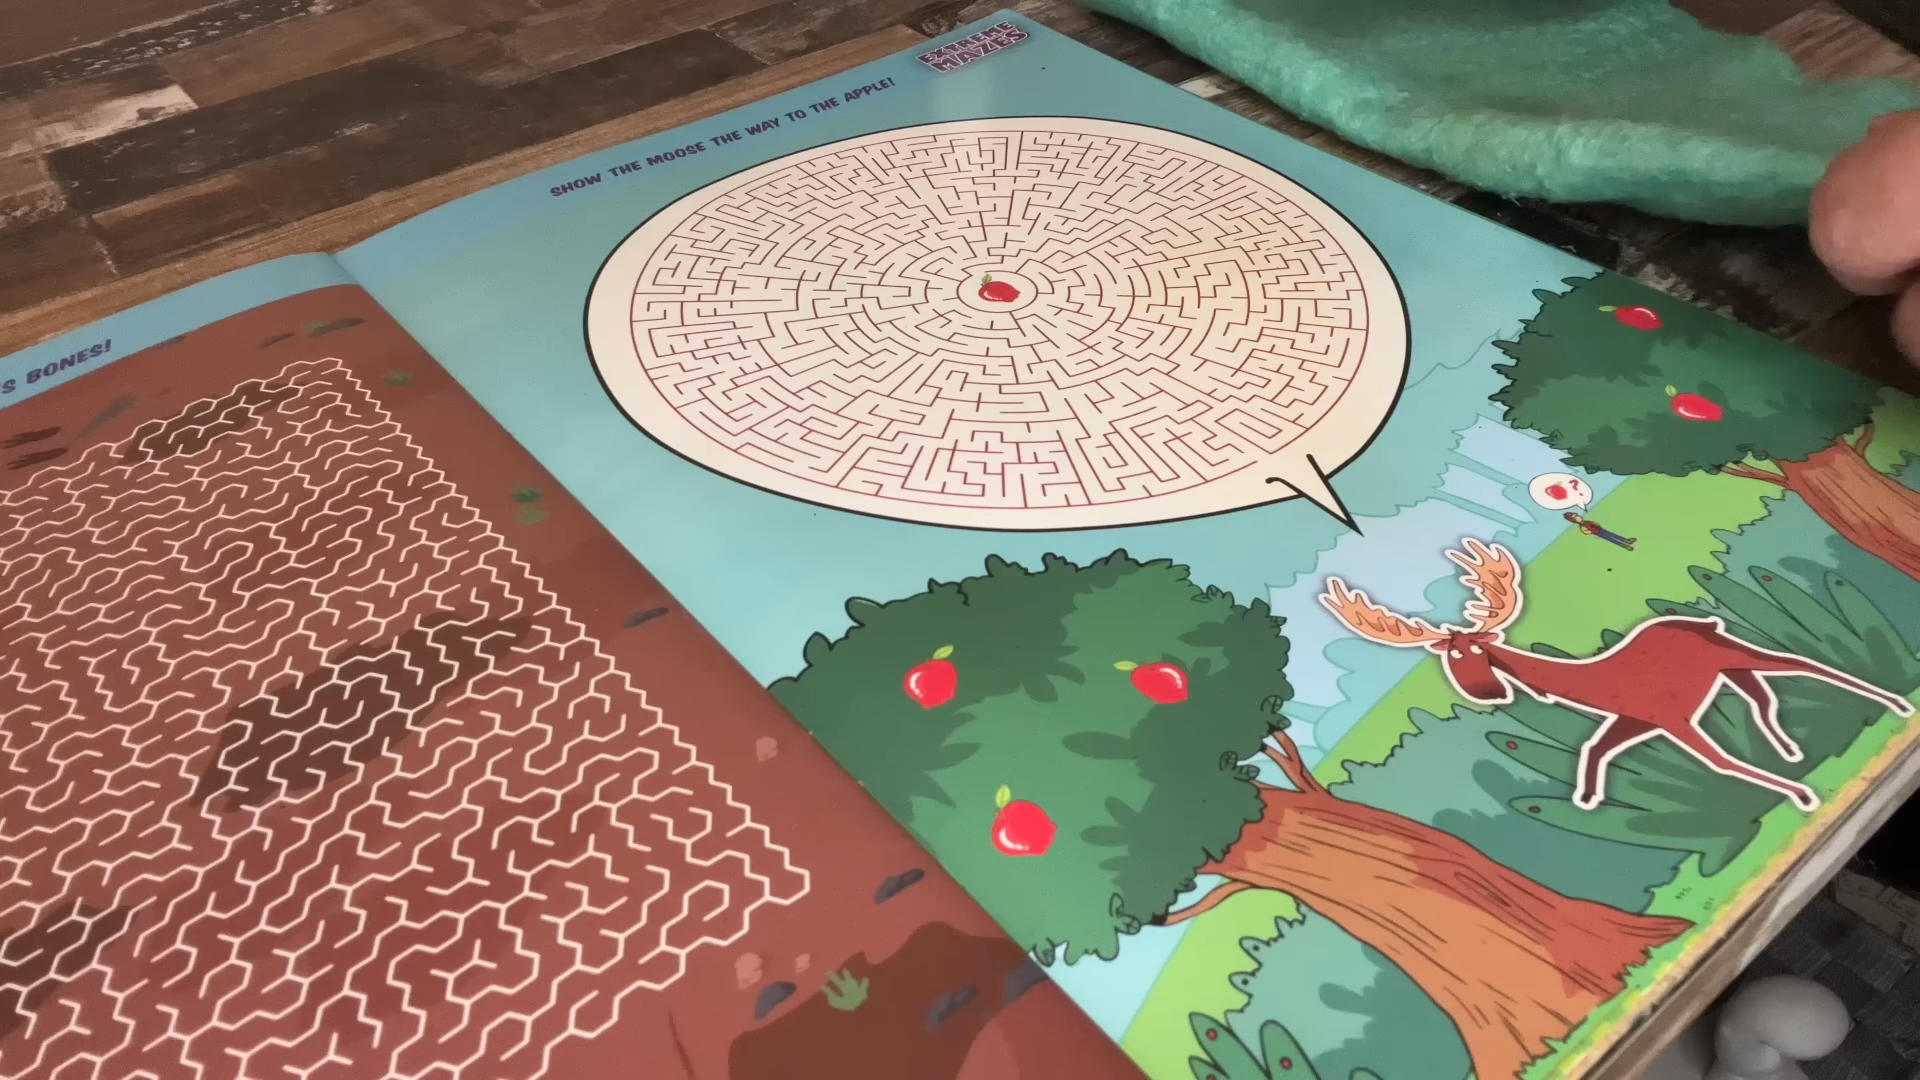 EXTREME
MAZES
SHOW THE MOOSE THE WAY TO THE APPLE!
S BONES!
?